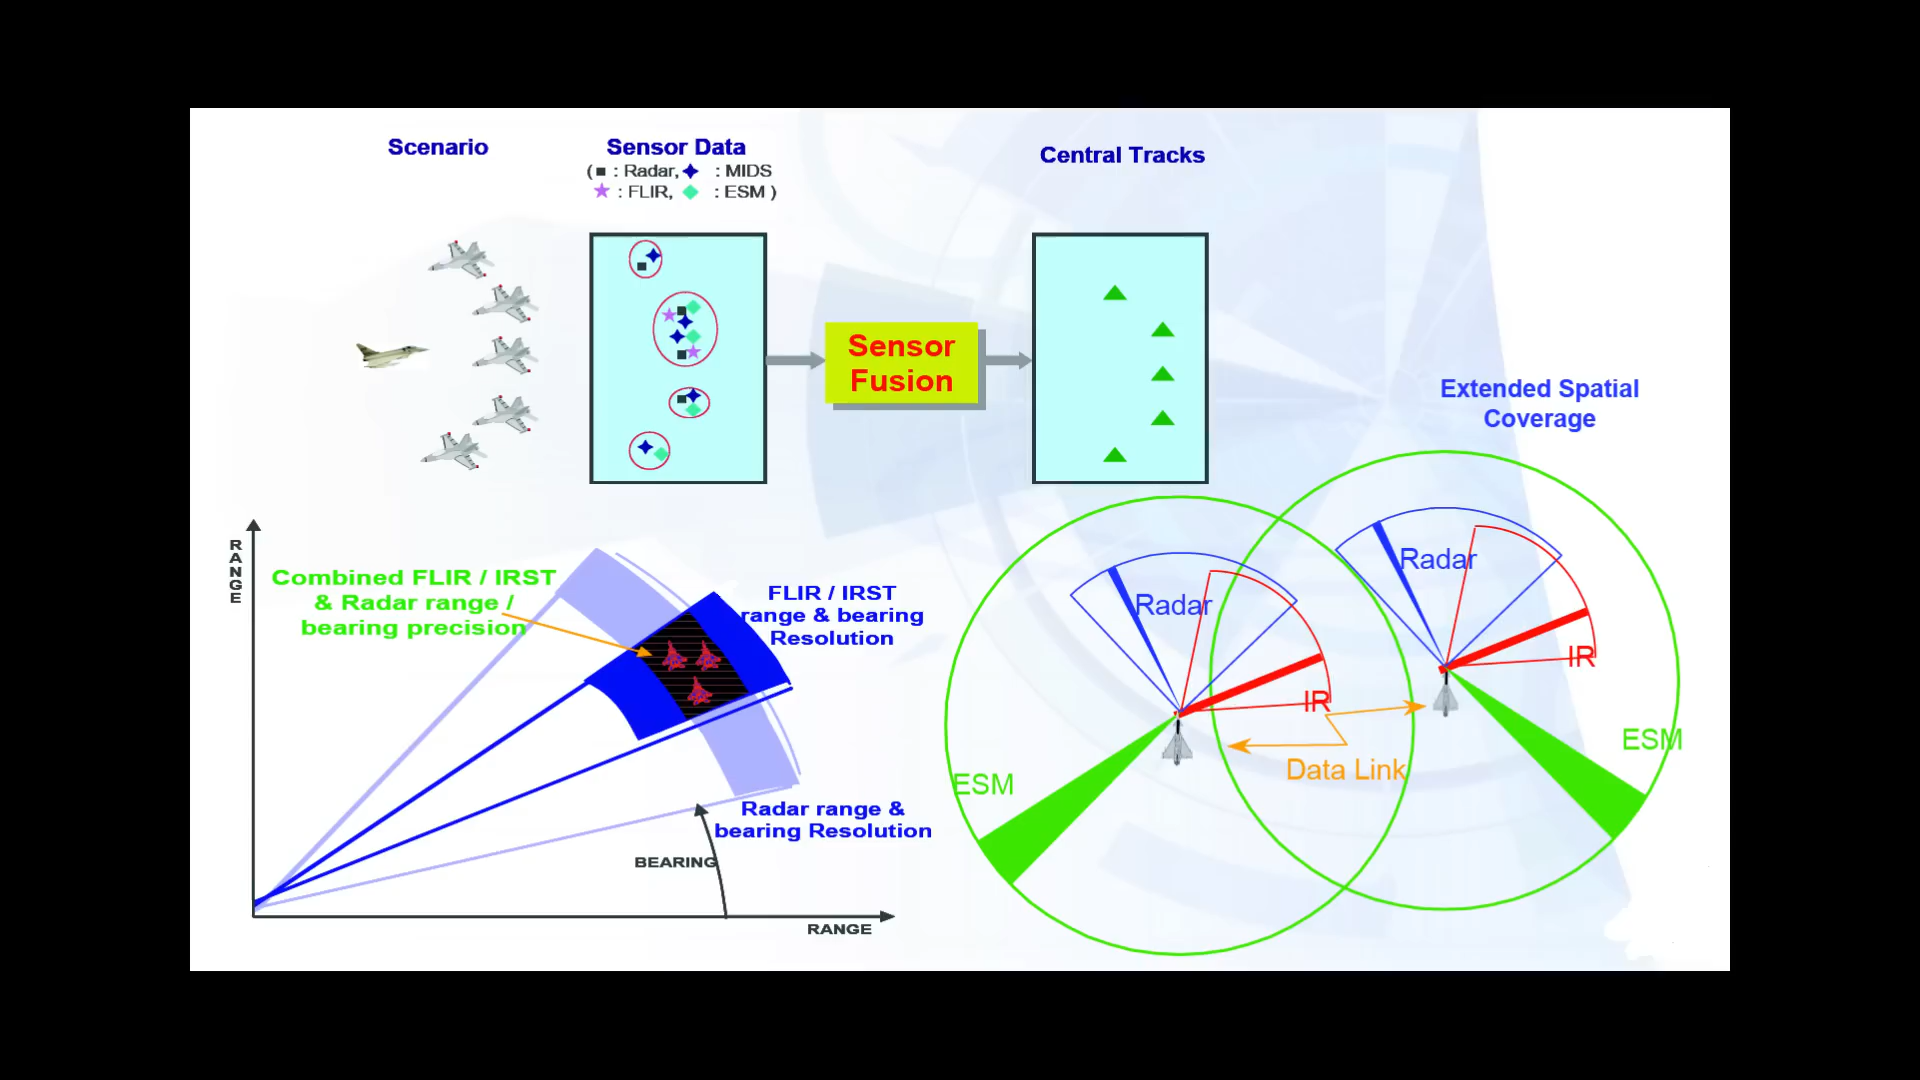 Scenario
Sensor Data
( : Radar, : MIDS
: FLIR, : ESM )
Central Tracks
Sensor
Fusion
Extended Spatial
Coverage
RANGE
Combined FLIR / IRST
& Radar range /
bearing precision
FLIR / IRST
range & bearing
Resolution
Radar range &
bearing Resolution
BEARING
RANGE
Radar
IR
ESM
Radar
IR
ESM
Data Link